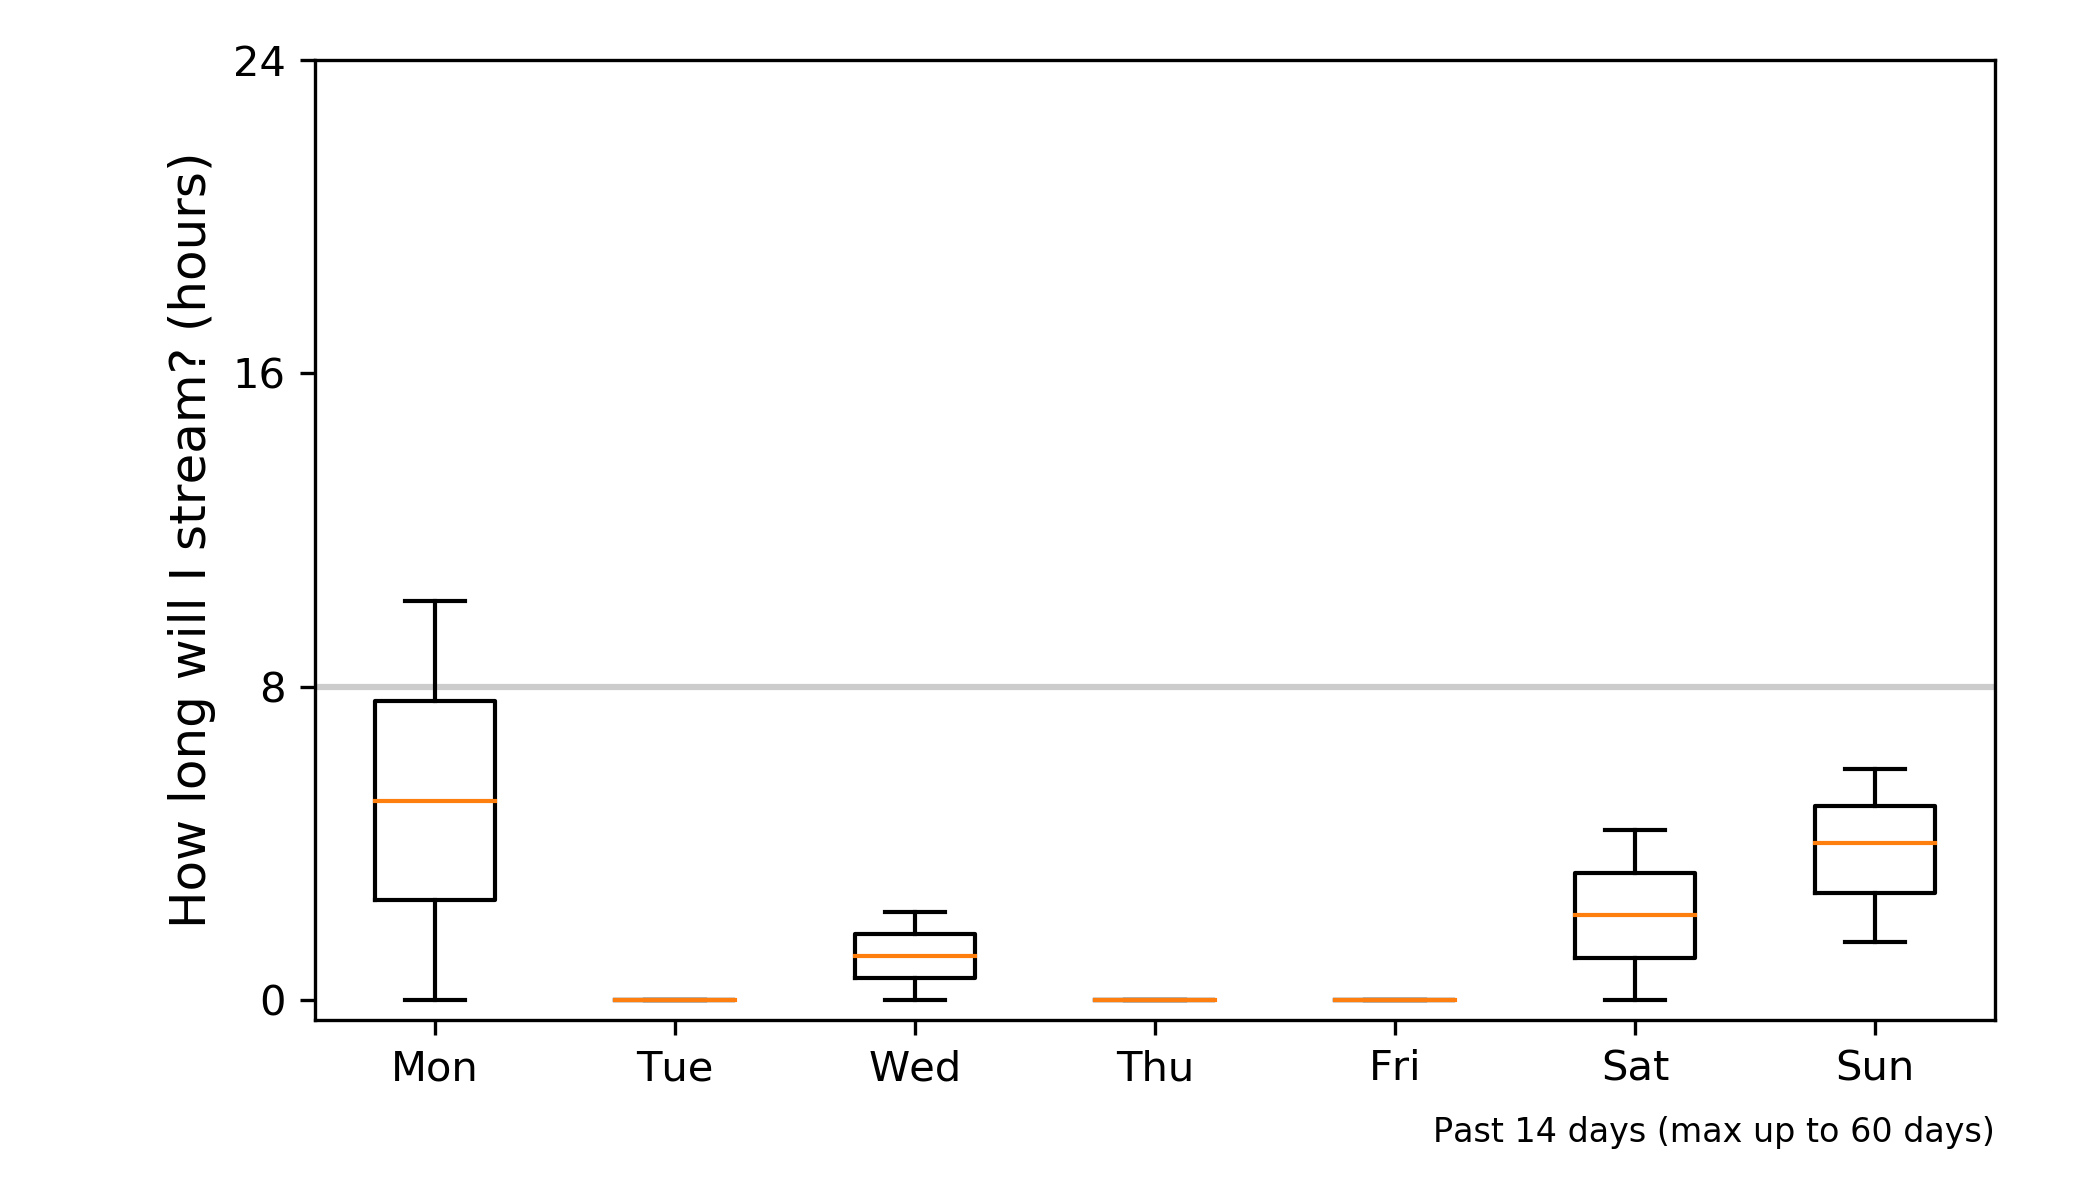 How long will I stream? (hours)
24
16
8
0
Mon Tue Wed Thu Fri Sat Sun
Past 14 days (max up to 60 days)